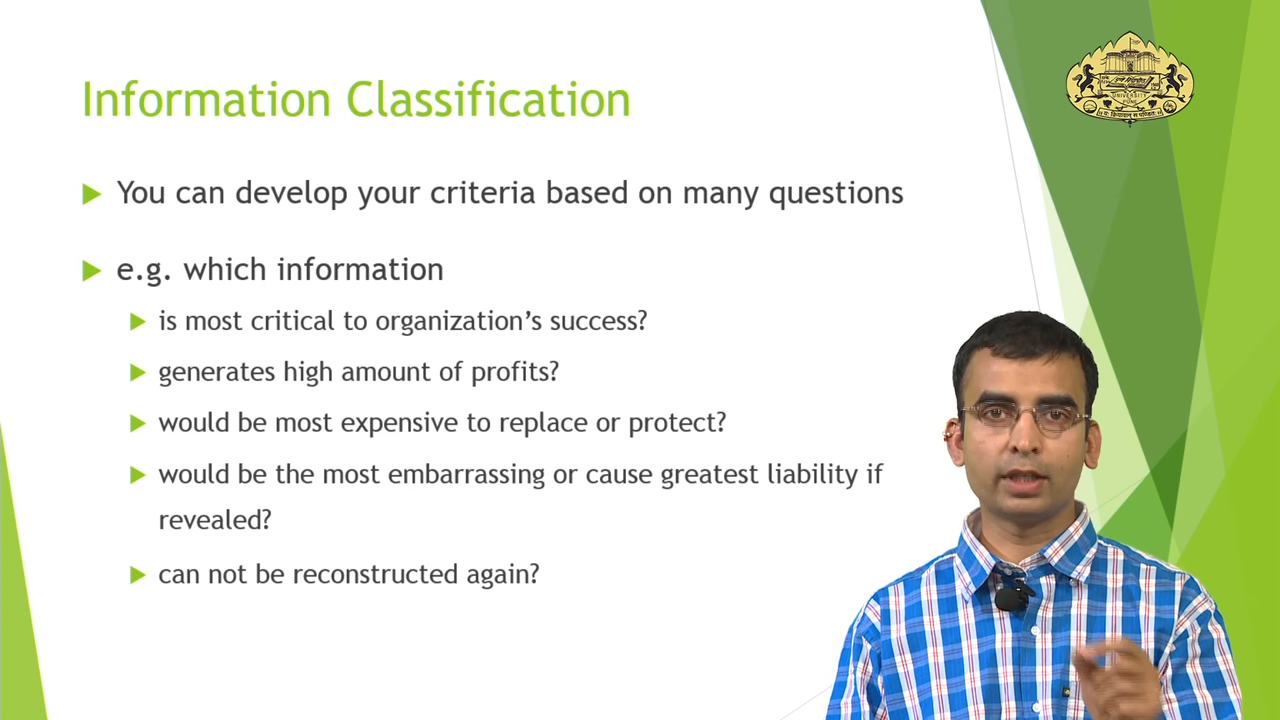 Information Classification
You can develop your criteria based on many questions
e.g. which information
is most critical to organization’s success?
generates high amount of profits?
would be most expensive to replace or protect?
would be the most embarrassing or cause greatest liability if
revealed?
can not be reconstructed again?
UNIVERSITY